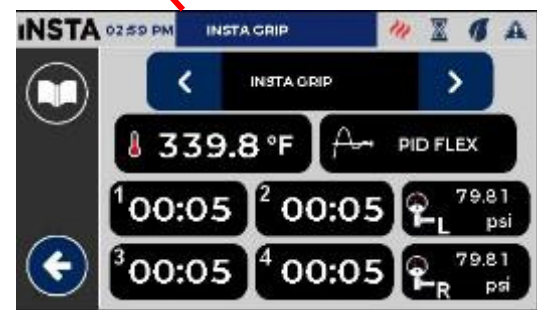 INSTA 02:59 PM INSTA GRIP
INSTA GRIP
339.8 °F PID FLEX
1 00:05 2 00:05 L 79.81 psi
3 00:05 4 00:05 R 79.81 psi